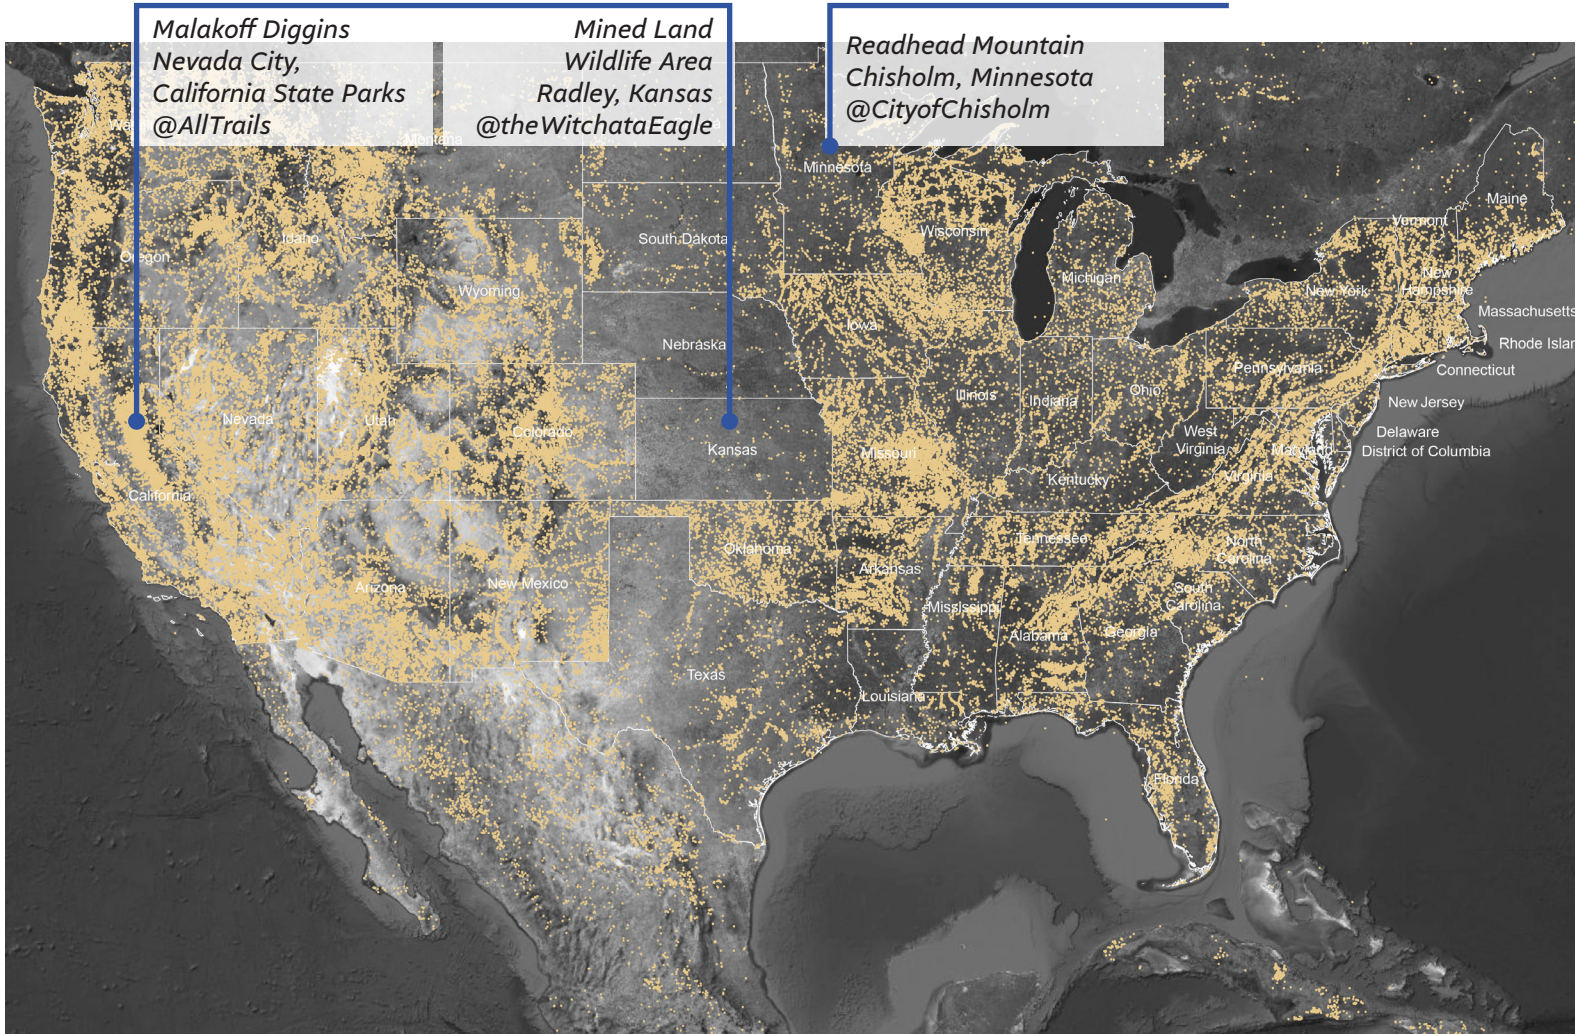 Malakoff Diggins
Nevada City,
California State Parks
@AllTrails
Mined Land
Wildlife Area
Radley, Kansas
@theWitchataEagle
Readhead Mountain
Chisholm, Minnesota
@CityofChisholm
Montana
Minnesota
Maine
Vermont
South Dakota
Wisconsin
Idaho
Oregon
Michigan
New
Hampshire
Wyoming
New York
Massachusetts
Iowa
Nebraska
Rhode Islan
Pennsylvania
Connecticut
Illinois
Indiana
Ohio
New Jersey
Nevada
Utah
Colorado
West
Virginia
Delaware
Kansas
Missouri
Maryland
District of Columbia
Kentucky
Virginia
California
Tennessee
North
Carolina
Oklahoma
Arkansas
Arizona
New Mexico
South
Carolina
Mississippi
Alabama
Georgia
Texas
Louisiana
Florida